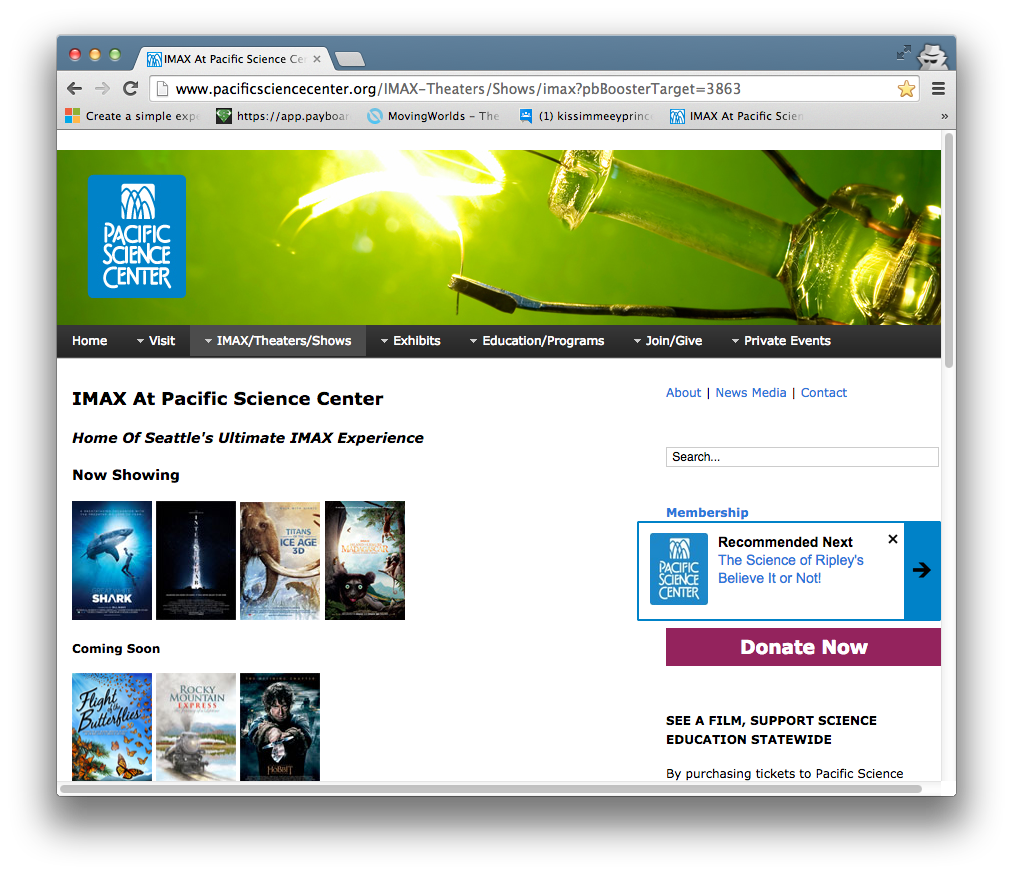 IMAX At Pacific Science Ce
www.pacificsciencecenter.org/IMAX-Theaters/Shows/imax?pbBoosterTarget=3863
Create a simple expe
https://app.payboar
MovingWorlds – The
(1) kissimmeeyprinc
IMAX At Pacific Scien
»
PACIFIC
SCIENCE
CENTER
Home
Visit
IMAX/Theaters/Shows
Exhibits
Education/Programs
Join/Give
Private Events
IMAX At Pacific Science Center
About | News Media | Contact
Home Of Seattle's Ultimate IMAX Experience
Search...
Now Showing
SHARK
INTERSTELLAR
TITANS
OF THE
ICE AGE
3D
MADAGASCAR
Membership
PACIFIC
SCIENCE
CENTER
Recommended Next
The Science of Ripley's
Believe It or Not!
Donate Now
Coming Soon
Flight
of the
Butterflies
ROCKY
MOUNTAIN
EXPRESS
THE DEFINING CHAPTER
HOBBIT
SEE A FILM, SUPPORT SCIENCE
EDUCATION STATEWIDE
By purchasing tickets to Pacific Science